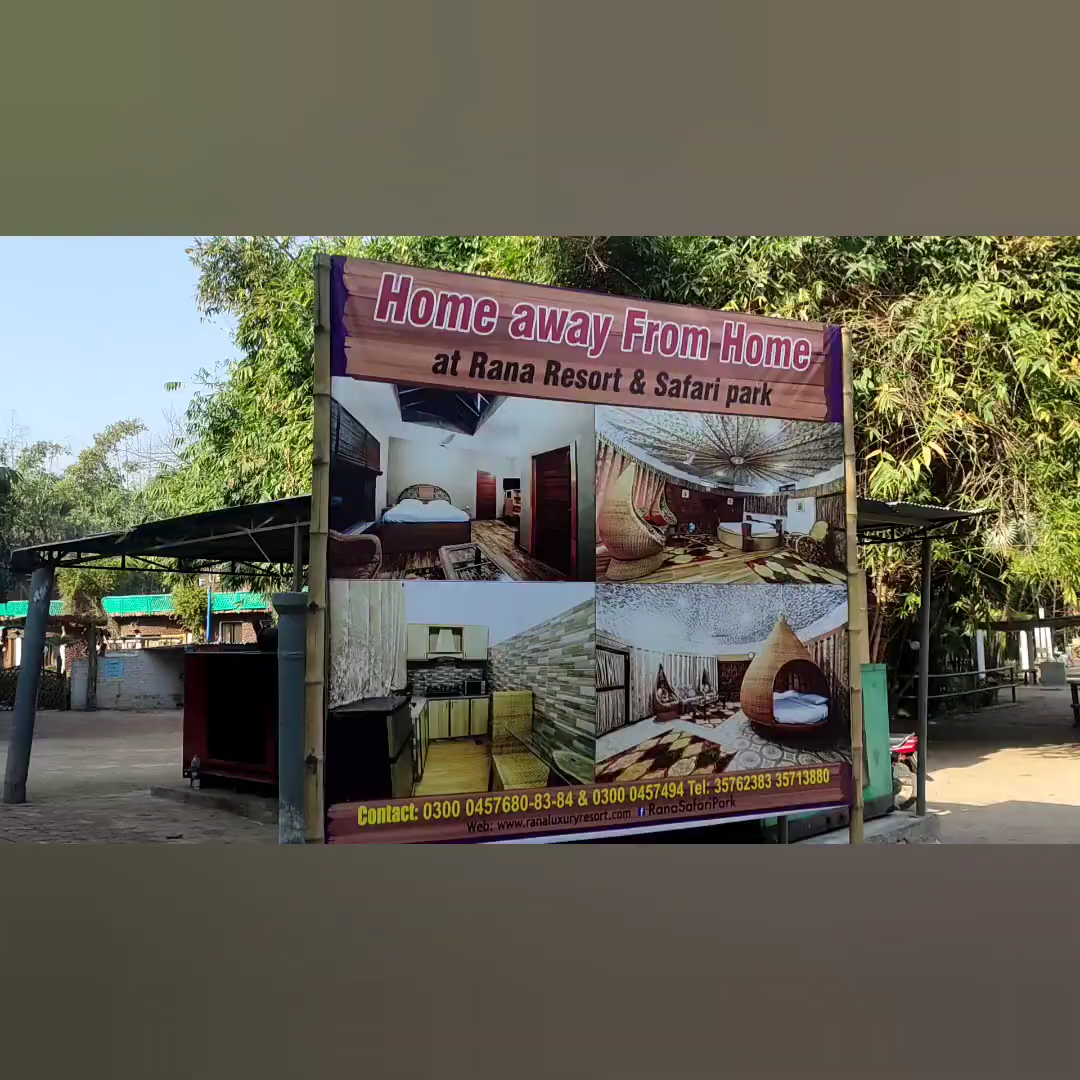 Home away From Home
at Rana Resort & Safari park
Contact: 0300 0457680-83-84 & 0300 0457494 Tel: 35762383 35713880
Web: www.ranaluxuryresort.com f RanaSafariPark